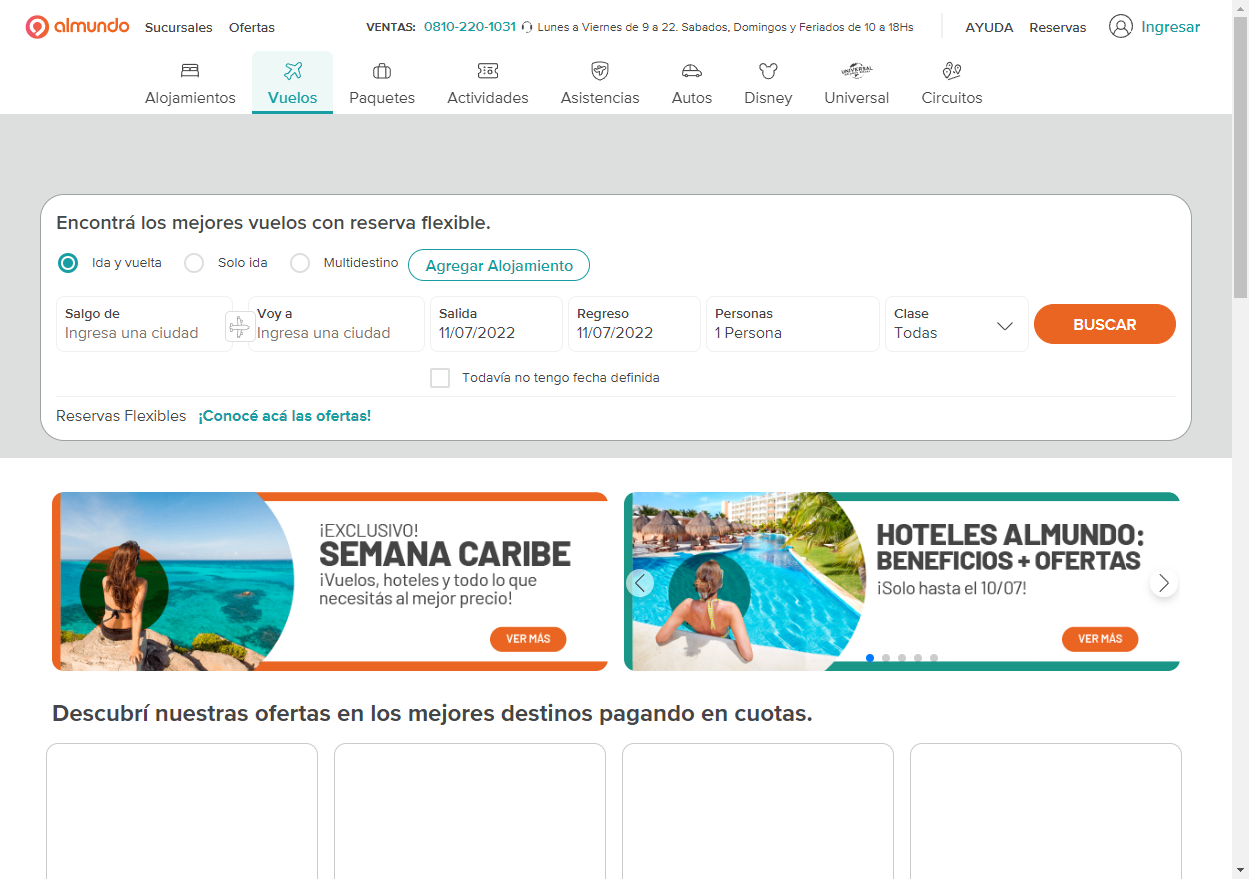 almundo Sucursales Ofertas VENTAS: 0810-220-1031 Lunes a Viernes de 9 a 22. Sabados, Domingos y Feriados de 10 a 18Hs AYUDA Reservas Ingresar
Alojamientos Vuelos Paquetes Actividades Asistencias Autos Disney Universal Circuitos
Encontrá los mejores vuelos con reserva flexible.
Ida y vuelta Solo ida Multidestino Agregar Alojamiento
Salgo de Voy a Salida Regreso Personas Clase
Ingresa una ciudad Ingresa una ciudad 11/07/2022 11/07/2022 1 Persona Todas BUSCAR
Todavía no tengo fecha definida
Reservas Flexibles ¡Conocé acá las ofertas!
¡EXCLUSIVO!
SEMANA CARIBE
¡Vuelos, hoteles y todo lo que
necesitás al mejor precio!
VER MÁS
HOTELES ALMUNDO:
BENEFICIOS + OFERTAS
¡Solo hasta el 10/07!
VER MÁS
Descubrí nuestras ofertas en los mejores destinos pagando en cuotas.